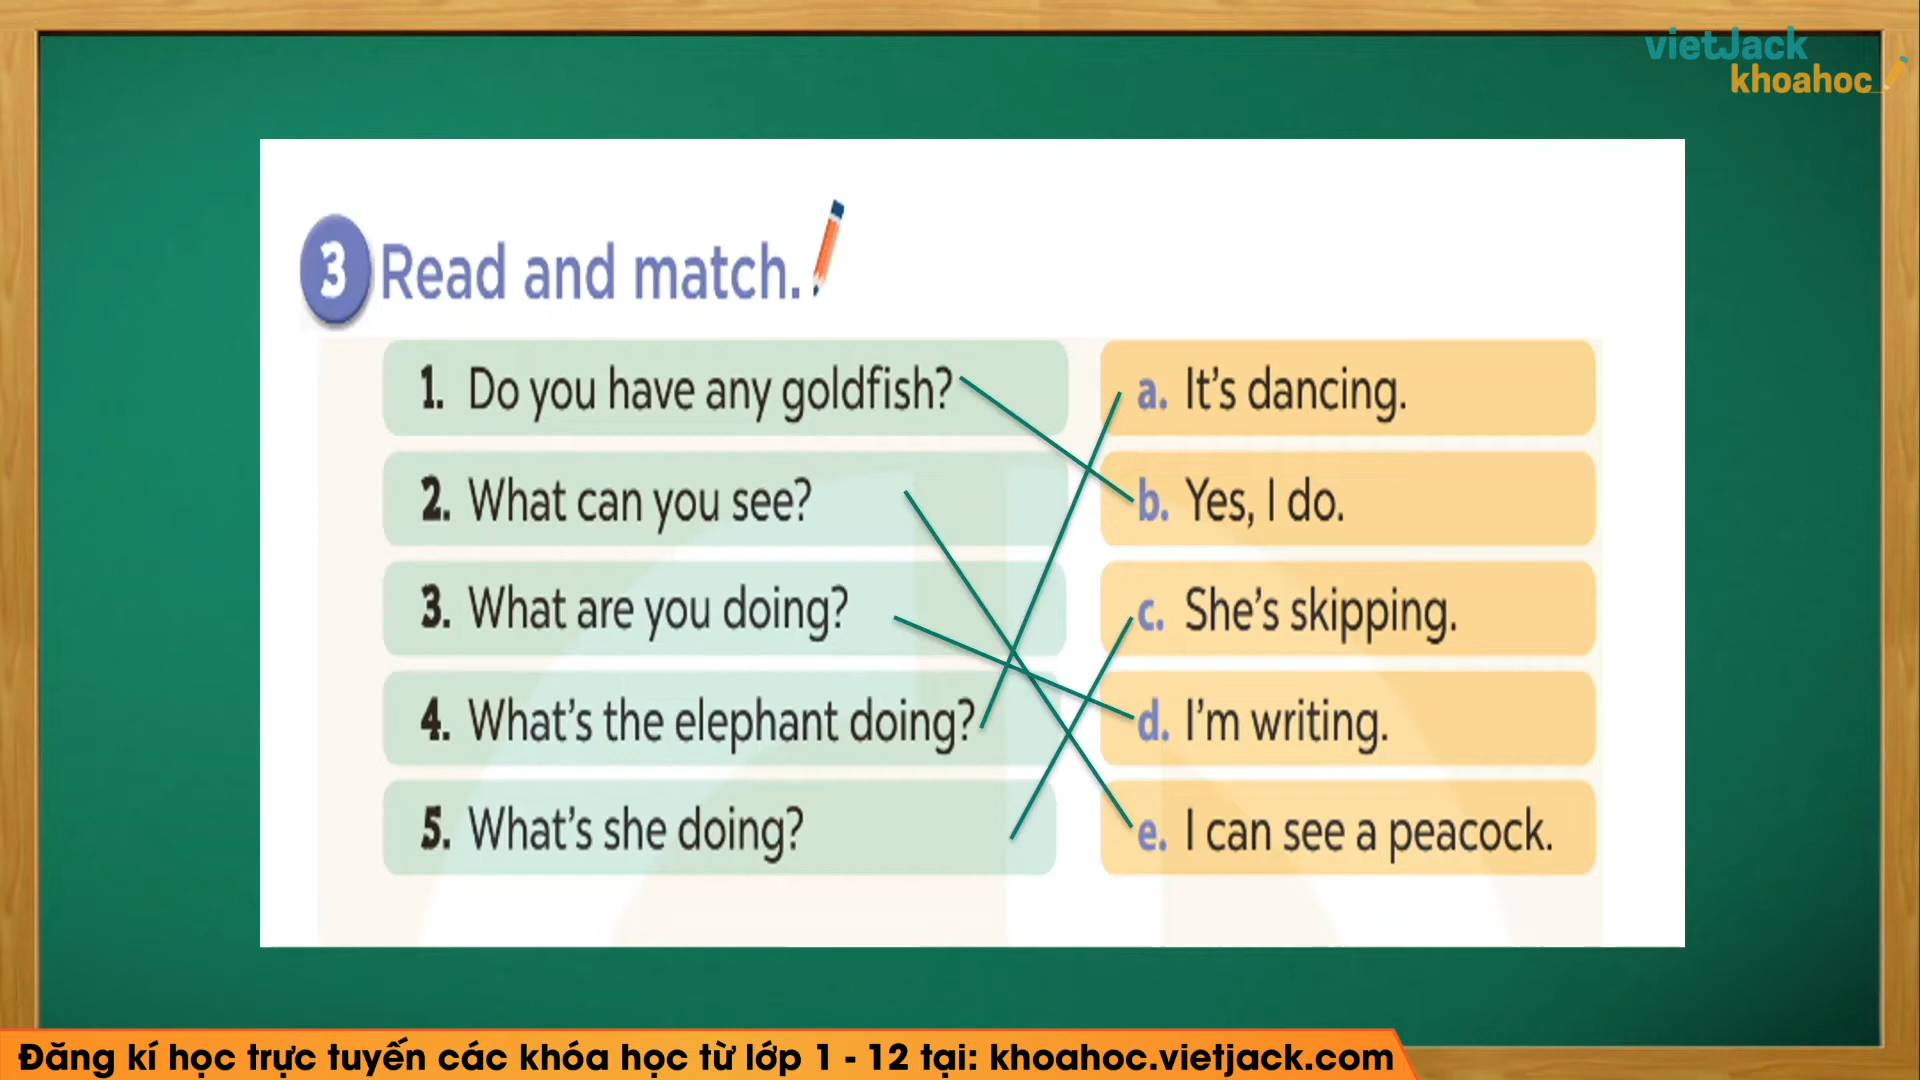 vietJack
khoahoc
3 Read and match.
1. Do you have any goldfish?
a. It's dancing.
2. What can you see?
b. Yes, I do.
3. What are you doing?
c. She's skipping.
4. What's the elephant doing?
d. I'm writing.
5. What's she doing?
e. I can see a peacock.
Đăng kí học trực tuyến các khóa học từ lớp 1 - 12 tại: khoahoc.vietjack.com